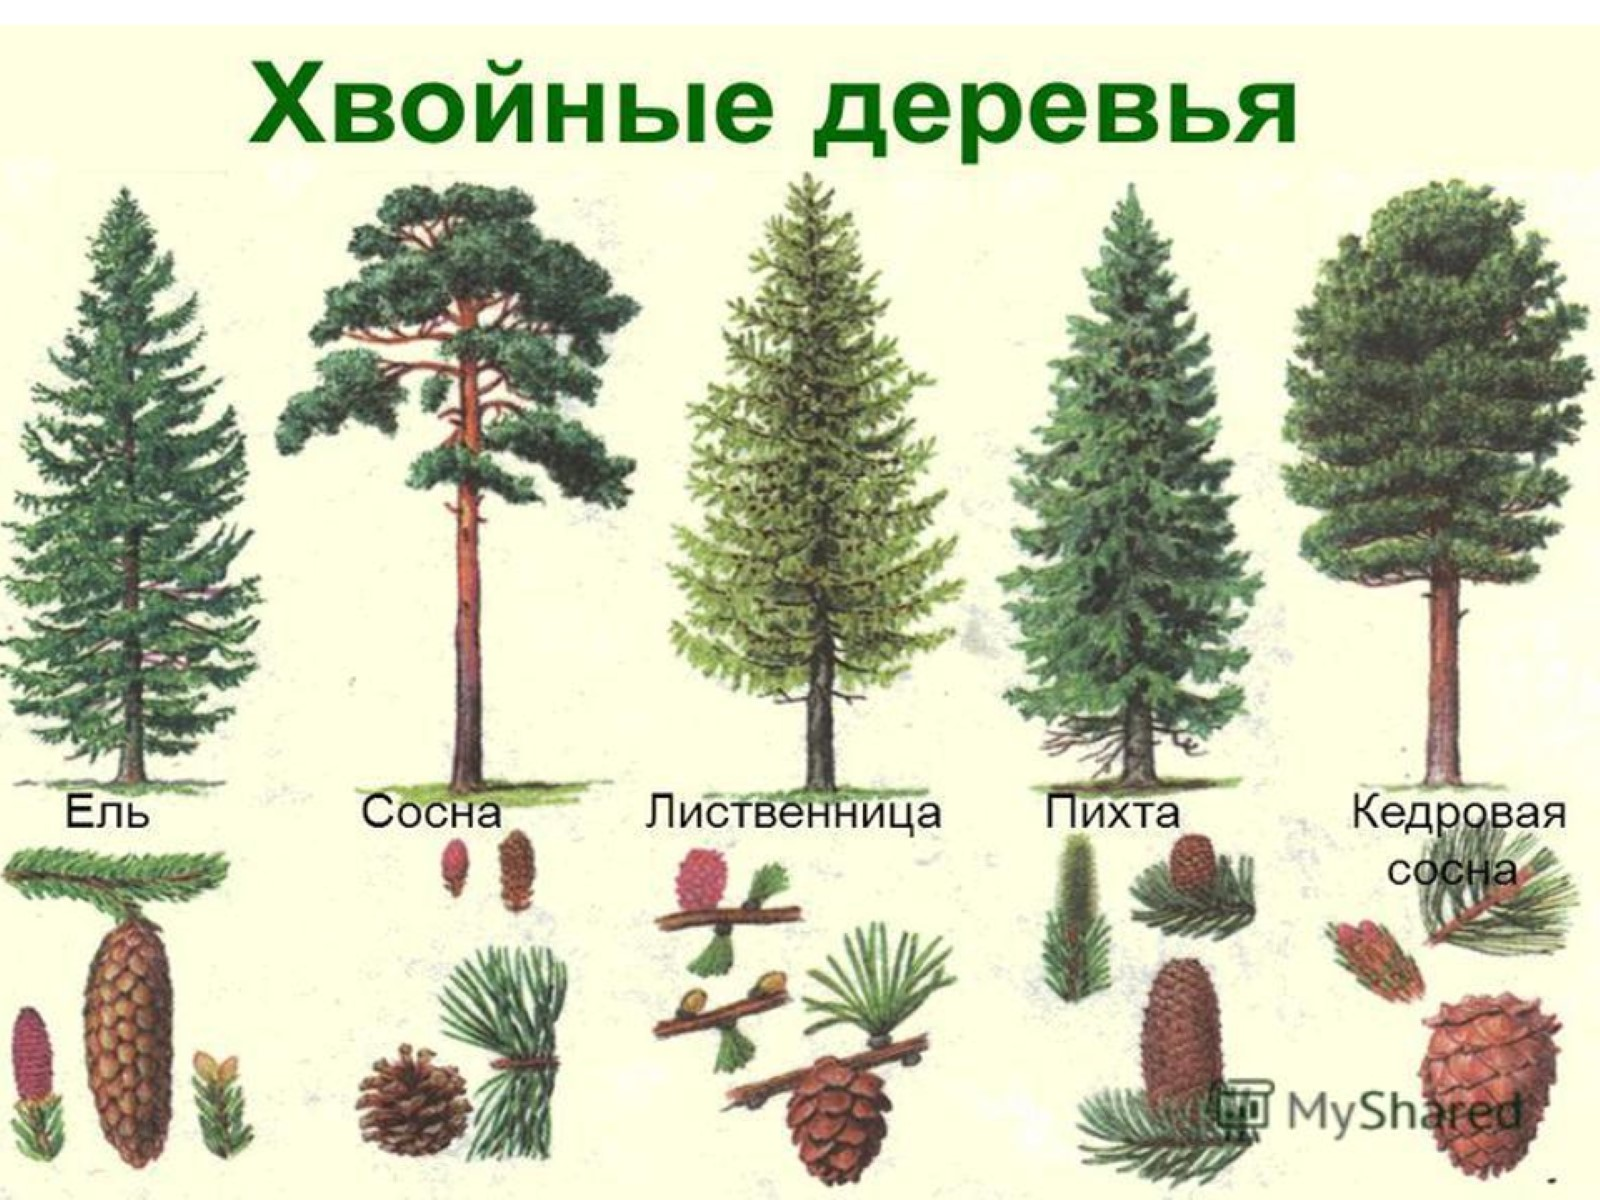 Хвойные деревья
Ель
Сосна
Лиственница
Пихта
Кедровая
сосна
MyShared